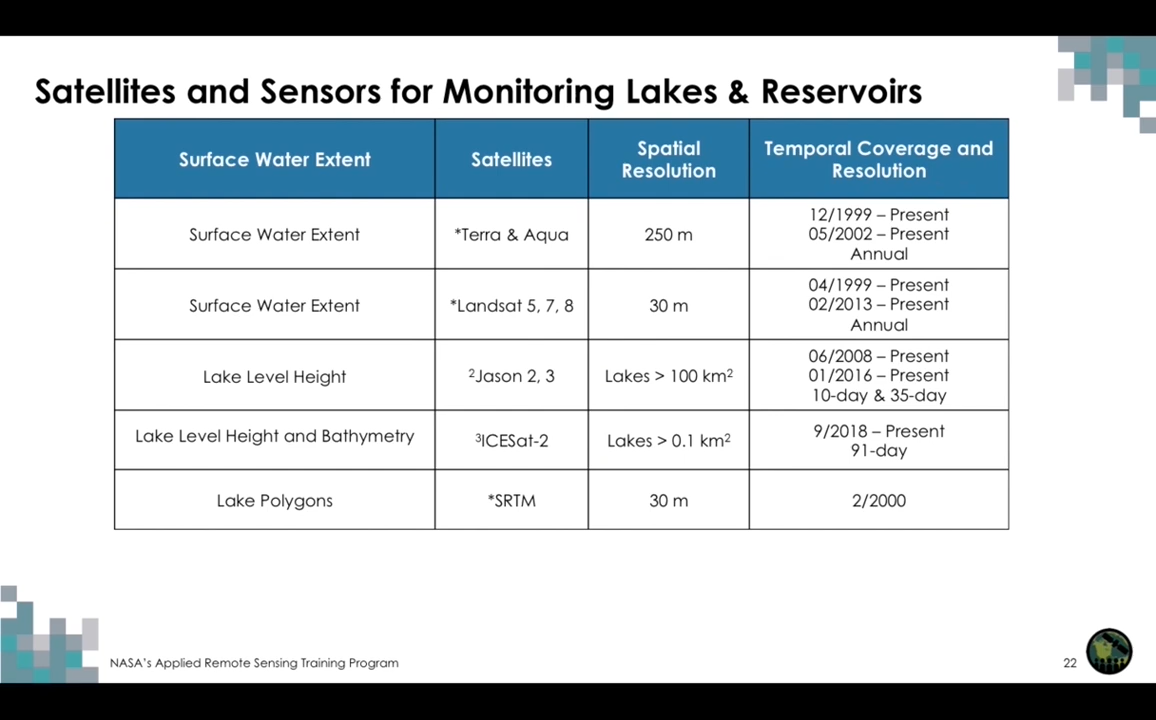 Satellites and Sensors for Monitoring Lakes & Reservoirs
Surface Water Extent
Satellites
Spatial
Resolution
Temporal Coverage and
Resolution
Surface Water Extent
*Terra & Aqua
250 m
12/1999 – Present
05/2002 – Present
Annual
Surface Water Extent
*Landsat 5, 7, 8
30 m
04/1999 – Present
02/2013 – Present
Annual
Lake Level Height
²Jason 2, 3
Lakes > 100 km²
06/2008 – Present
01/2016 – Present
10-day & 35-day
Lake Level Height and Bathymetry
³ICESat-2
Lakes > 0.1 km²
9/2018 – Present
91-day
Lake Polygons
*SRTM
30 m
2/2000
NASA's Applied Remote Sensing Training Program
22